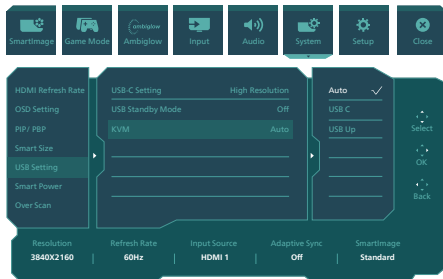 ambiglow
SmartImage Game Mode Ambiglow Input Audio System Setup Close
HDMI Refresh Rate
OSD Setting
PIP/ PBP
Smart Size
USB Setting
Smart Power
Over Scan
USB-C Setting High Resolution
USB Standby Mode Off
KVM Auto
Auto
USB C
USB Up
Select
OK
Back
Resolution Refresh Rate Input Source Adaptive Sync Smartimage
3840X2160 | 60Hz | HDMI 1 | Off | Standard